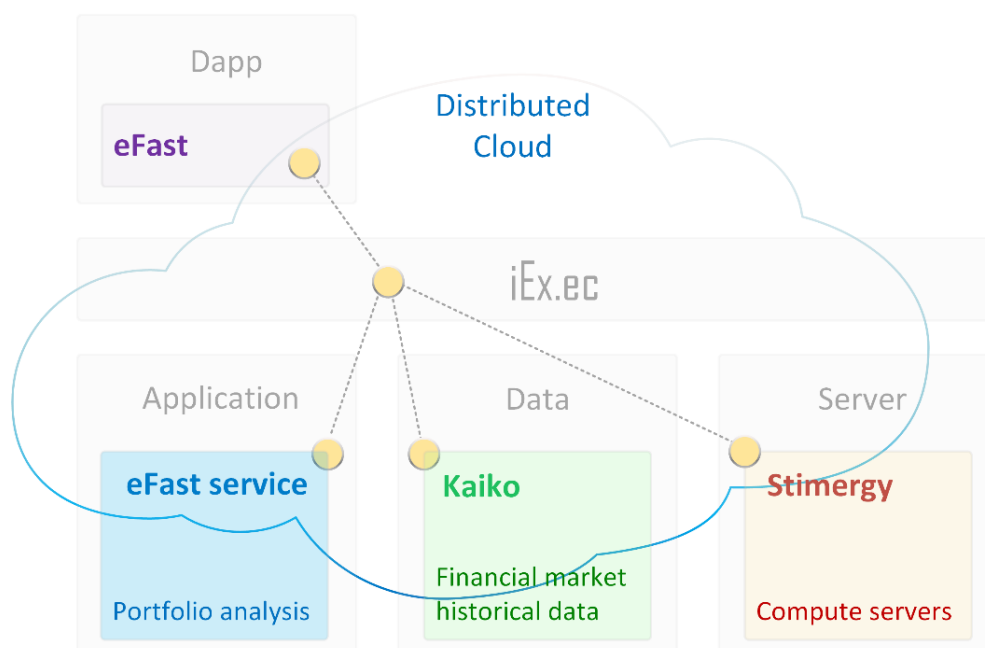 Dapp
eFast
Distributed
Cloud
iEx.ec
Application
Data
Server
eFast service
Kaiko
Stimergy
Portfolio analysis
Financial market
historical data
Compute servers